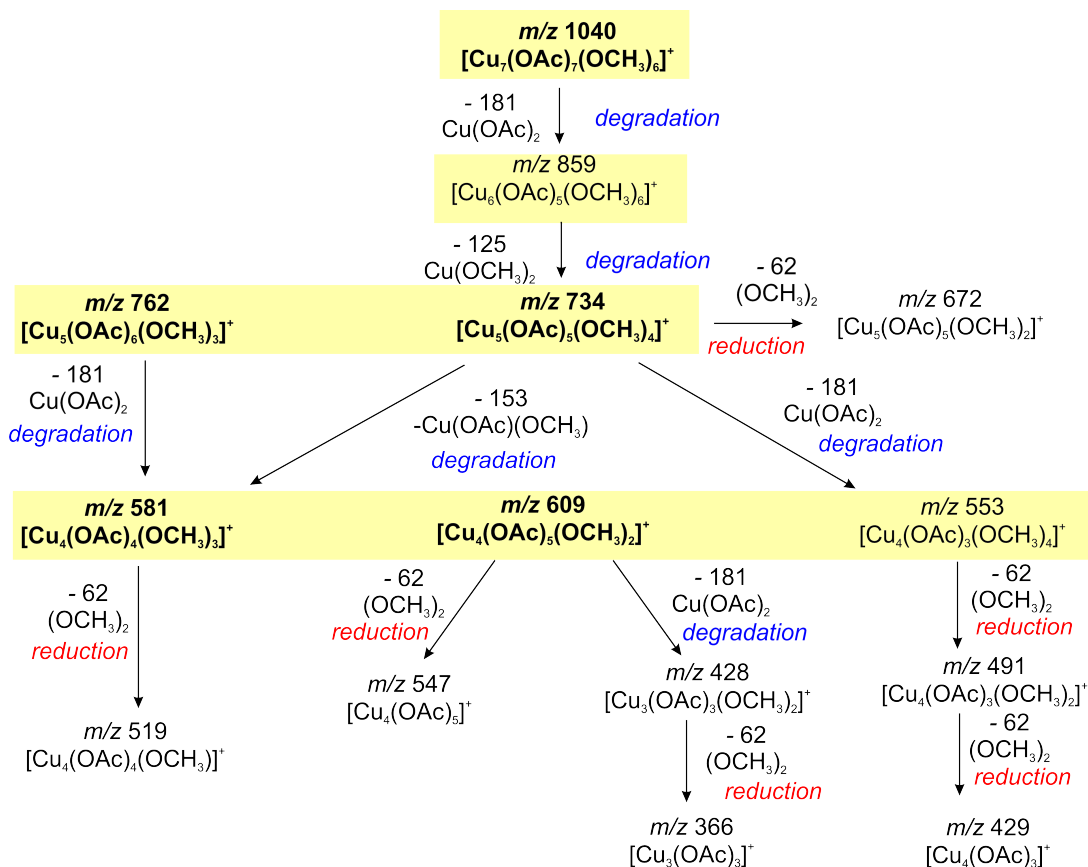 m/z 1040
[Cu₇(OAc)₇(OCH₃)₆]⁺
- 181
Cu(OAc)₂
degradation
m/z 859
[Cu₆(OAc)₅(OCH₃)₆]⁺
- 125
Cu(OCH₃)₂
degradation
m/z 762
[Cu₅(OAc)₆(OCH₃)₃]⁺
m/z 734
[Cu₅(OAc)₅(OCH₃)₄]⁺
- 62
(OCH₃)₂
reduction
m/z 672
[Cu₅(OAc)₅(OCH₃)₂]⁺
- 181
Cu(OAc)₂
degradation
- 153
-Cu(OAc)(OCH₃)
degradation
- 181
Cu(OAc)₂
degradation
m/z 581
[Cu₄(OAc)₄(OCH₃)₃]⁺
m/z 609
[Cu₄(OAc)₅(OCH₃)₂]⁺
m/z 553
[Cu₄(OAc)₃(OCH₃)₄]⁺
- 62
(OCH₃)₂
reduction
- 62
(OCH₃)₂
reduction
- 181
Cu(OAc)₂
degradation
- 62
(OCH₃)₂
reduction
m/z 519
[Cu₄(OAc)₄(OCH₃)]⁺
m/z 547
[Cu₄(OAc)₅]⁺
m/z 428
[Cu₃(OAc)₃(OCH₃)₂]⁺
m/z 491
[Cu₄(OAc)₃(OCH₃)₂]⁺
- 62
(OCH₃)₂
reduction
- 62
(OCH₃)₂
reduction
m/z 366
[Cu₃(OAc)₃]⁺
m/z 429
[Cu₄(OAc)₃]⁺